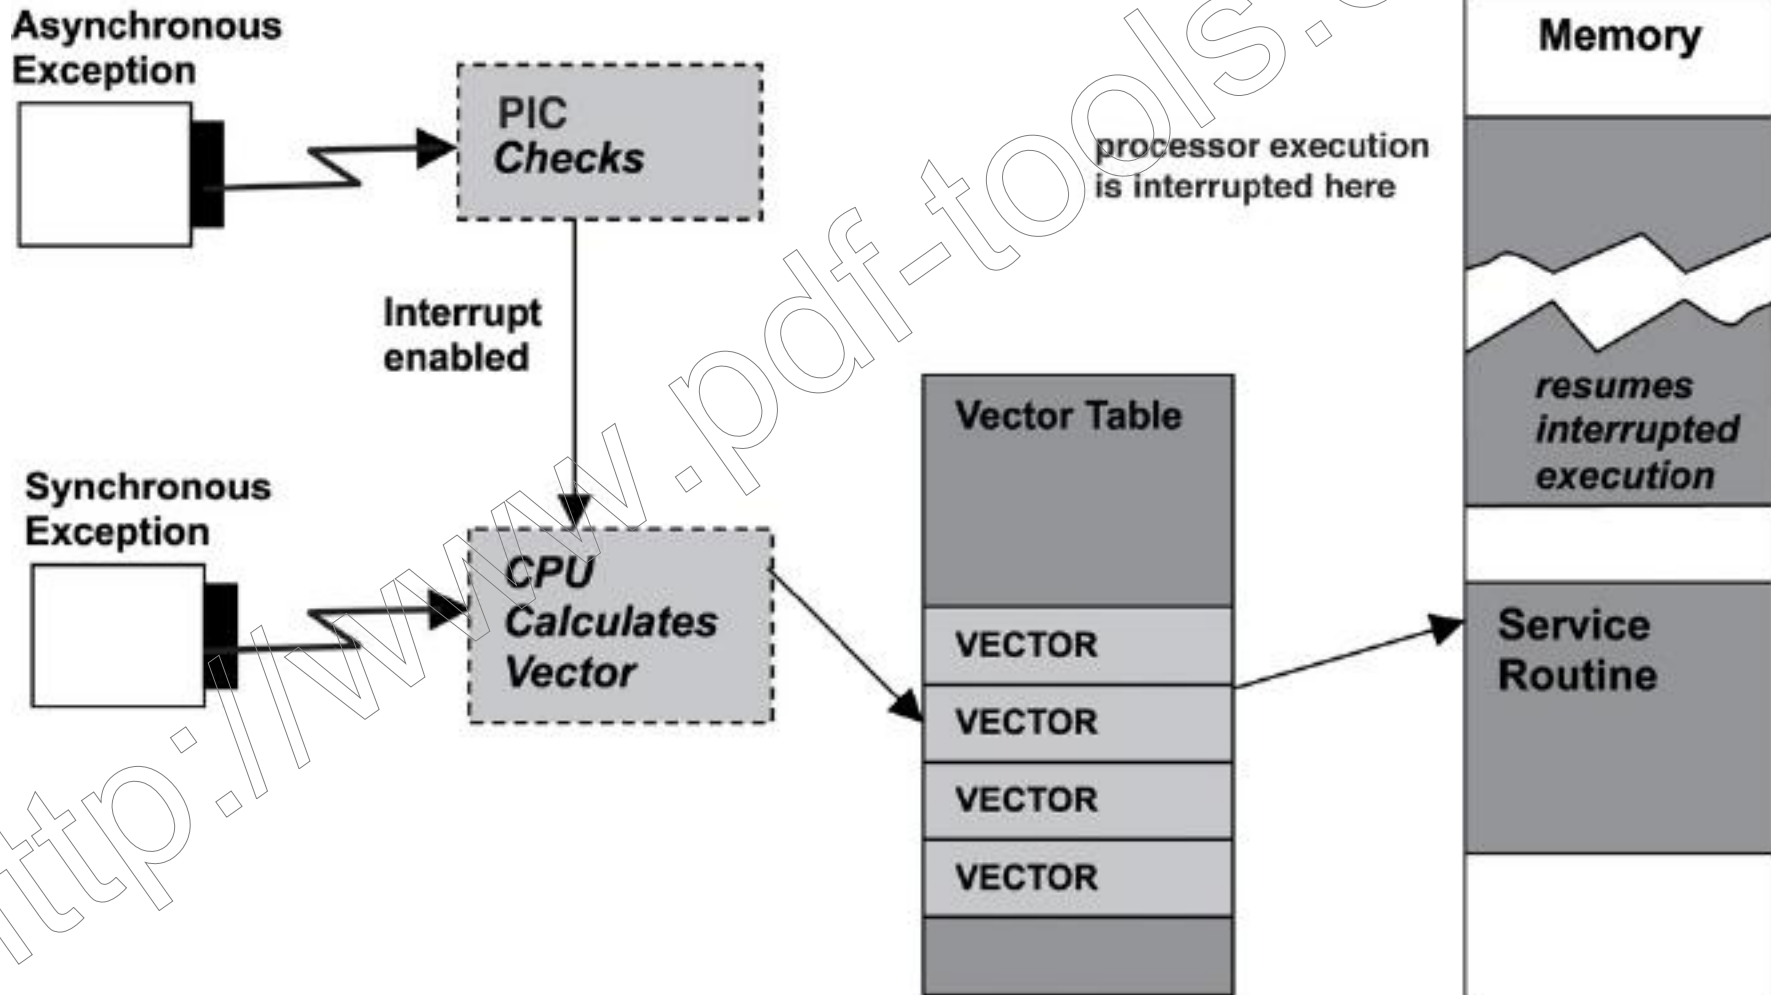 Asynchronous
Exception
PIC
Checks
processor execution
is interrupted here
Memory
Interrupt
enabled
resumes
interrupted
execution
Vector Table
Synchronous
Exception
CPU
Calculates
Vector
VECTOR
VECTOR
VECTOR
VECTOR
Service
Routine
http://www.pdf-tools.c